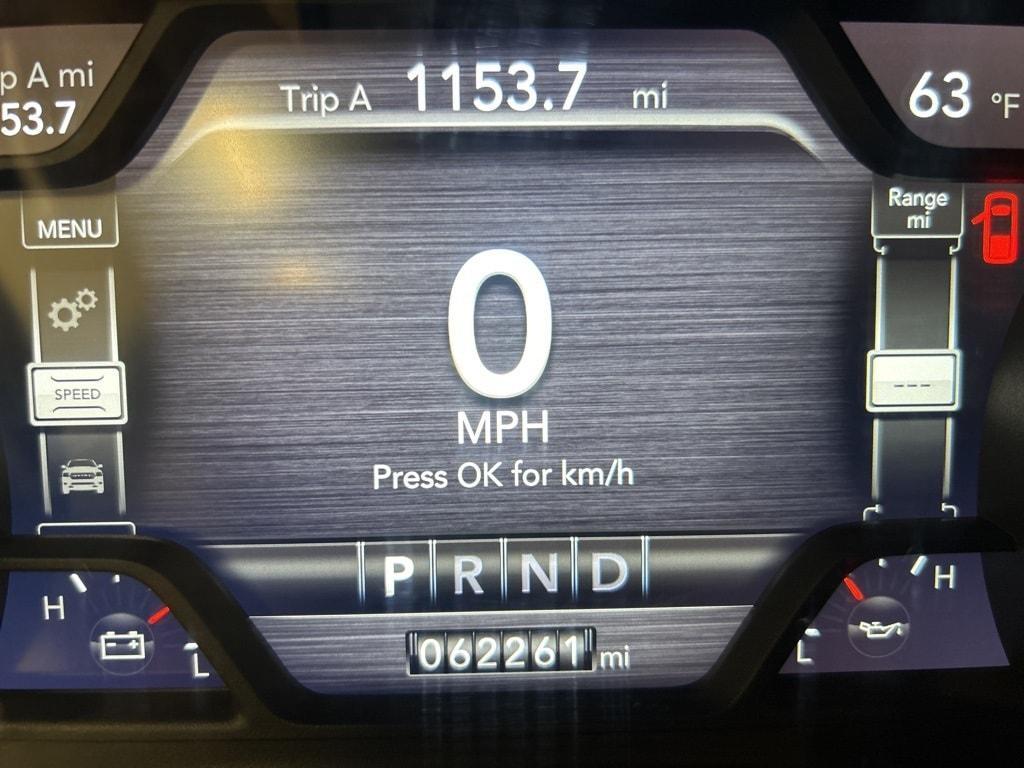 p A mi
53.7
Trip A 1153.7 mi
63 °F
MENU
Range
mi
SPEED
---
0
MPH
Press OK for km/h
P R N D
H
L
062261 mi
L
H